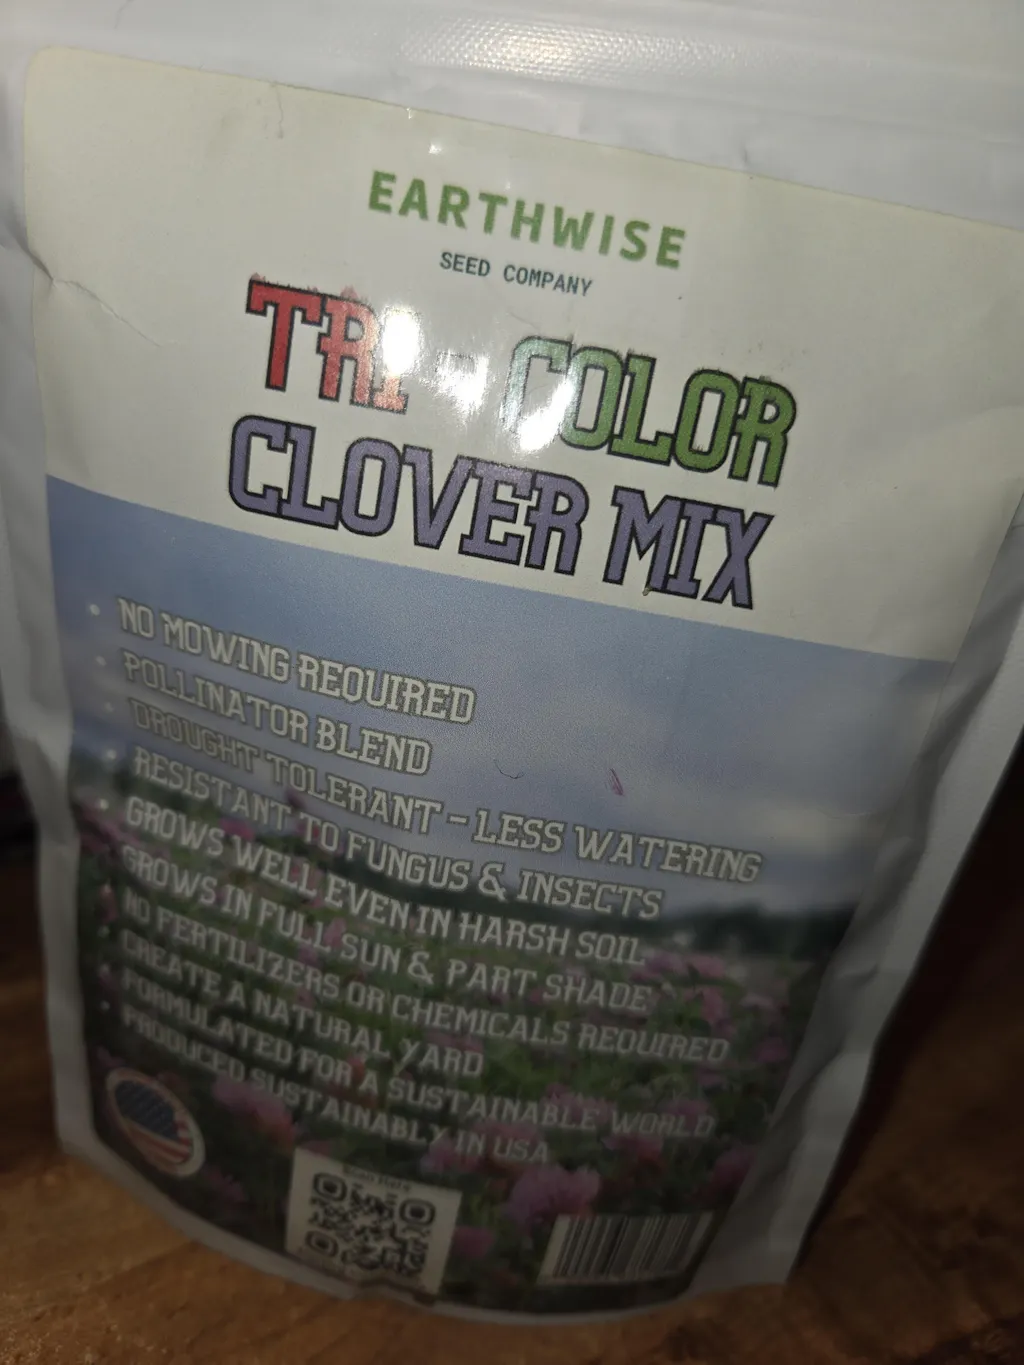 EARTHWISE
SEED COMPANY
TRI - COLOR
CLOVER MIX
• NO MOWING REQUIRED
• POLLINATOR BLEND
• DROUGHT TOLERANT - LESS WATERING
• RESISTANT TO FUNGUS & INSECTS
• GROWS WELL EVEN IN HARSH SOIL
• GROWS IN FULL SUN & PART SHADE
• NO FERTILIZERS OR CHEMICALS REQUIRED
• CREATE A NATURAL YARD
• FORMULATED FOR A SUSTAINABLE WORLD
• PRODUCED SUSTAINABLY IN USA